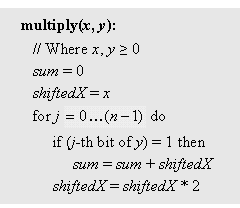 multiply(x, y):
// Where x, y ≥ 0
sum = 0
shiftedX = x
for j = 0…(n−1) do
if (j-th bit of y) = 1 then
sum = sum + shiftedX
shiftedX = shiftedX * 2